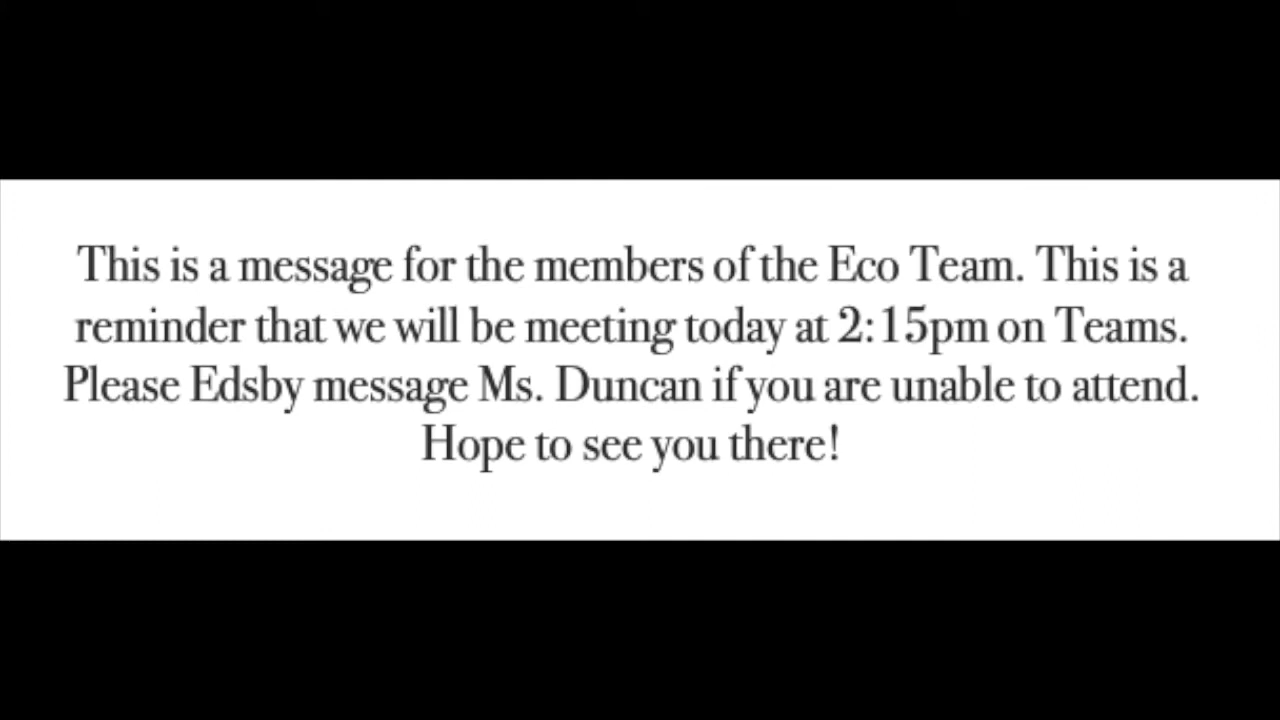 This is a message for the members of the Eco Team. This is a
reminder that we will be meeting today at 2:15pm on Teams.
Please Edsby message Ms. Duncan if you are unable to attend.
Hope to see you there!